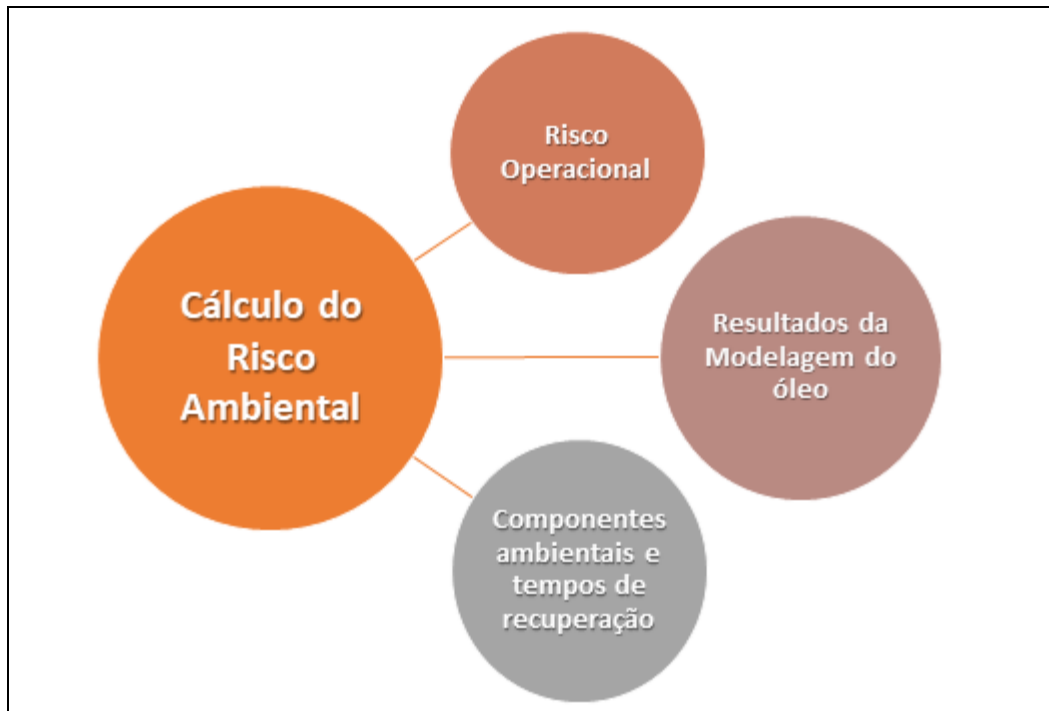 Risco
Operacional
Cálculo do
Risco
Ambiental
Resultados da
Modelagem do
óleo
Componentes
ambientais e
tempos de
recuperação